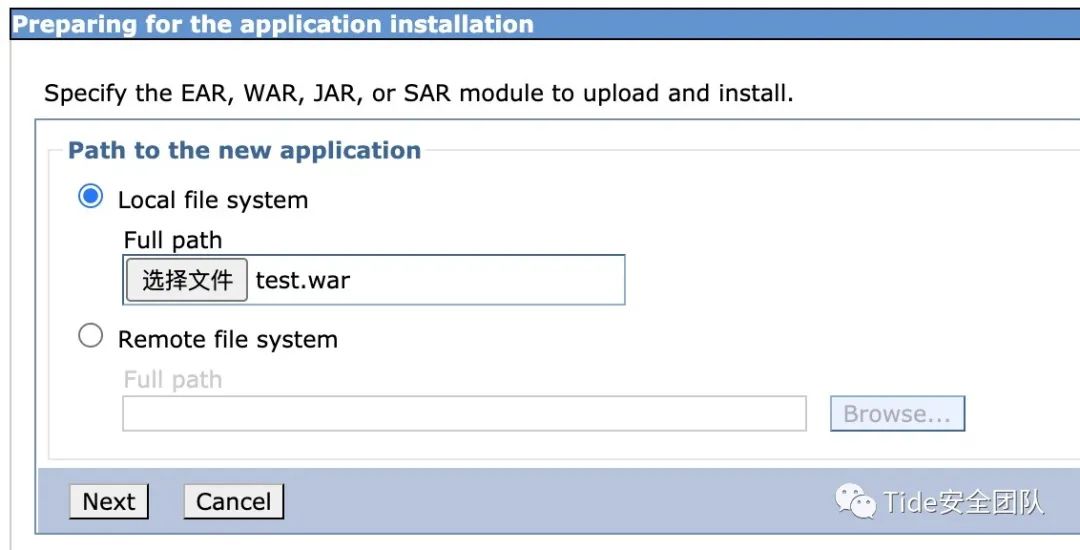 Preparing for the application installation
Specify the EAR, WAR, JAR, or SAR module to upload and install.
Path to the new application
Local file system
Full path
选择文件 test.war
Remote file system
Full path
Browse...
Next Cancel
Tide安全团队